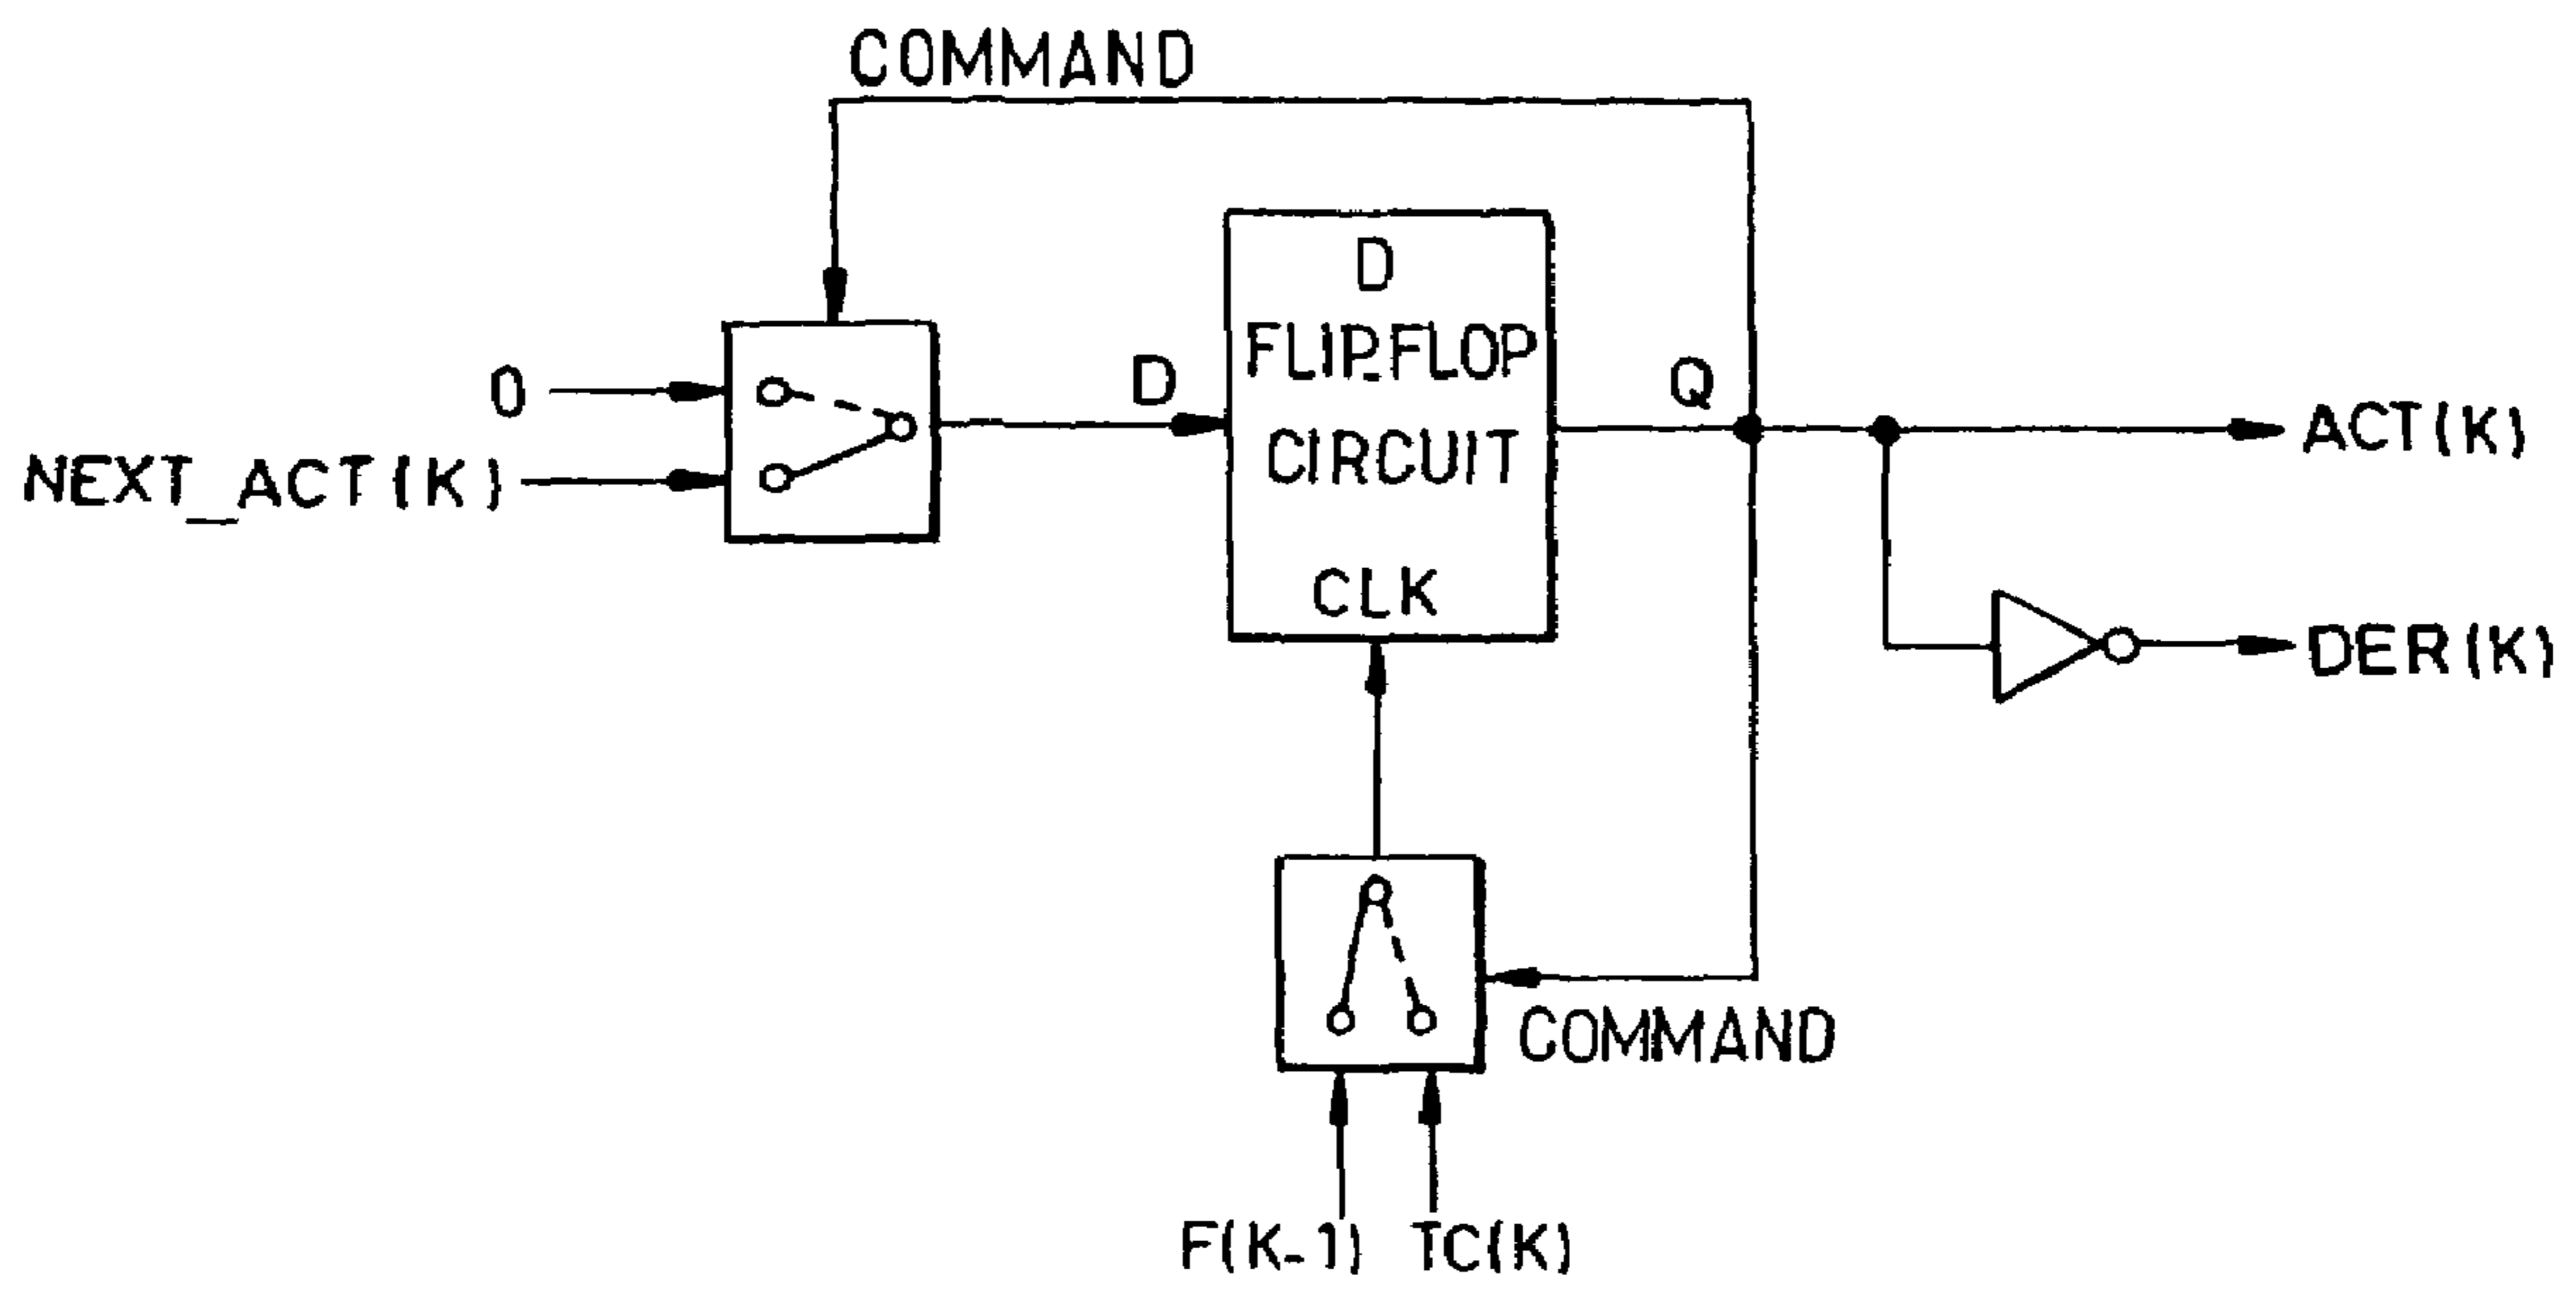 COMMAND
D
FLIP-FLOP
CIRCUIT
CLK
0
NEXT_ACT(K)
D
Q
ACT(K)
DER(K)
COMMAND
F(K-1)
TC(K)